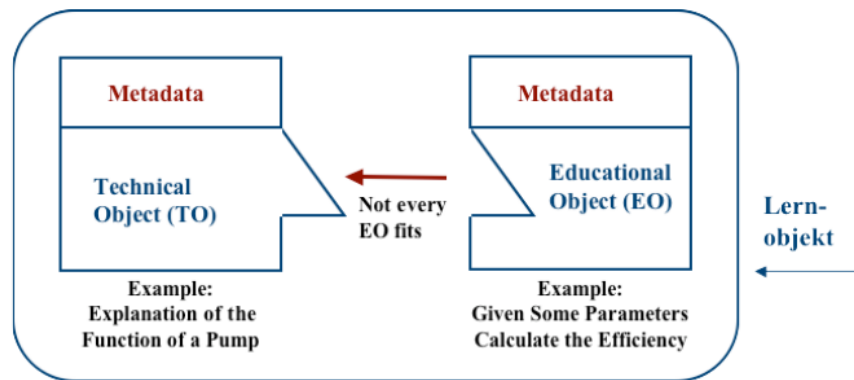 Metadata
Technical
Object (TO)
Example:
Explanation of the
Function of a Pump
Not every
EO fits
Metadata
Educational
Object (EO)
Example:
Given Some Parameters
Calculate the Efficiency
Lern-
objekt